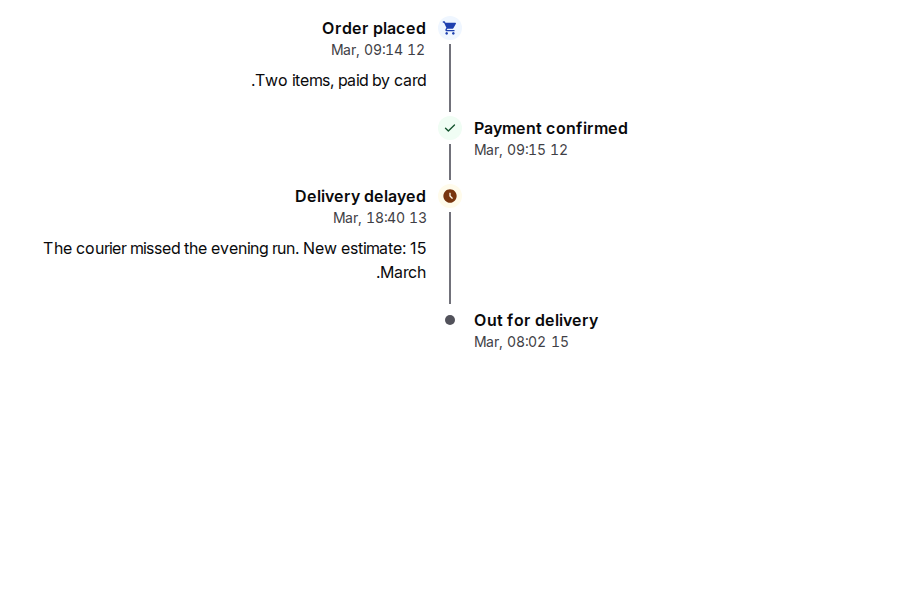 Order placed
Mar, 09:14 12
.Two items, paid by card
Payment confirmed
Mar, 09:15 12
Delivery delayed
Mar, 18:40 13
The courier missed the evening run. New estimate: 15
.March
Out for delivery
Mar, 08:02 15